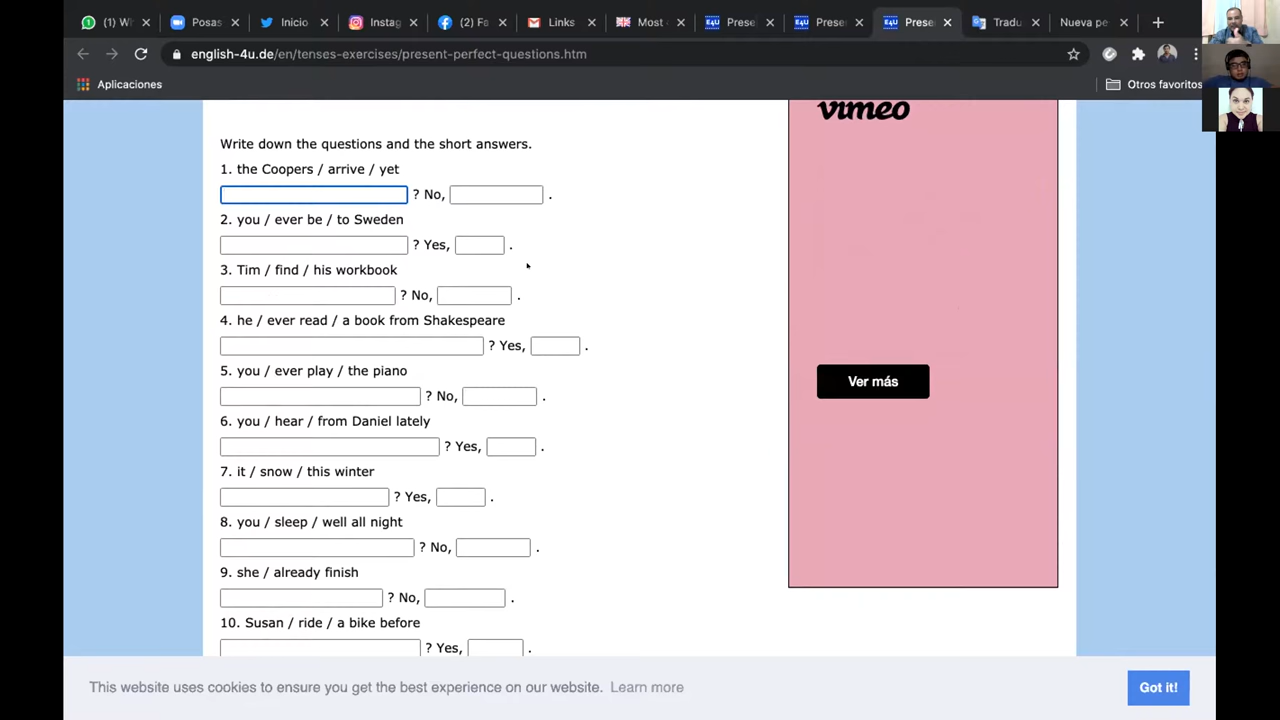 (1) Wh
Posas
Inicio
Instag
(2) Fa
Links
Most
Prese
Prese
Prese
Tradu
Nueva pe
english-4u.de/en/tenses-exercises/present-perfect-questions.htm
Aplicaciones
Otros favoritos
vimeo
Write down the questions and the short answers.
1. the Coopers / arrive / yet
? No, .
2. you / ever be / to Sweden
? Yes, .
3. Tim / find / his workbook
? No, .
4. he / ever read / a book from Shakespeare
? Yes, .
5. you / ever play / the piano
? No, .
Ver más
6. you / hear / from Daniel lately
? Yes, .
7. it / snow / this winter
? Yes, .
8. you / sleep / well all night
? No, .
9. she / already finish
? No, .
10. Susan / ride / a bike before
? Yes, .
This website uses cookies to ensure you get the best experience on our website. Learn more
Got it!